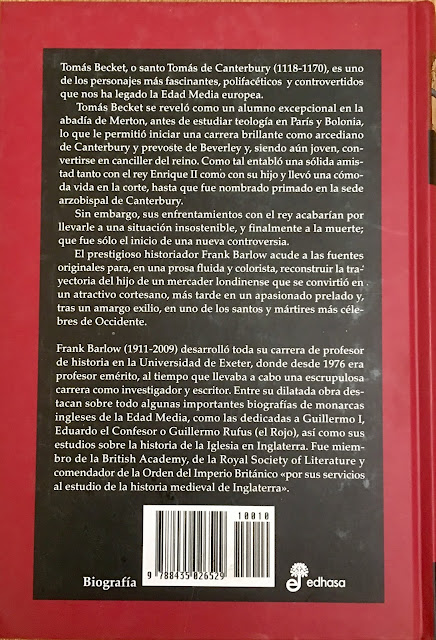 Tomás Becket, o santo Tomás de Canterbury (1118-1170), es uno
de los personajes más fascinantes, polifacéticos y controvertidos
que nos ha legado la Edad Media europea.
Tomás Becket se reveló como un alumno excepcional en la
abadía de Merton, antes de estudiar teología en París y Bolonia,
lo que le permitió iniciar una carrera brillante como arcediano
de Canterbury y prevoste de Beverley y, siendo aún joven, con-
vertirse en canciller del reino. Como tal entabló una sólida amis-
tad tanto con el rey Enrique II como con su hijo y llevó una cómo-
da vida en la corte, hasta que fue nombrado primado en la sede
arzobispal de Canterbury.
Sin embargo, sus enfrentamientos con el rey acabarían por
llevarle a una situación insostenible, y finalmente a la muerte;
que fue sólo el inicio de una nueva controversia.
El prestigioso historiador Frank Barlow acude a las fuentes
originales para, en una prosa fluida y colorista, reconstruir la tra-
yectoria del hijo de un mercader londinense que se convirtió en
un atractivo cortesano, más tarde en un apasionado prelado y,
tras un amargo exilio, en uno de los santos y mártires más céle-
bres de Occidente.
Frank Barlow (1911-2009) desarrolló toda su carrera de profesor
de historia en la Universidad de Exeter, donde desde 1976 era
profesor emérito, al tiempo que llevaba a cabo una escrupulosa
carrera como investigador y escritor. Entre su dilatada obra des-
tacan sobre todo algunas importantes biografías de monarcas
ingleses de la Edad Media, como las dedicadas a Guillermo I,
Eduardo el Confesor o Guillermo Rufus (el Rojo), así como sus
estudios sobre la historia de la Iglesia en Inglaterra. Fue miem-
bro de la British Academy, de la Royal Society of Literature y
comendador de la Orden del Imperio Británico «por sus servicios
al estudio de la historia medieval de Inglaterra».
10010
Biografía
9 788435 026529
edhasa